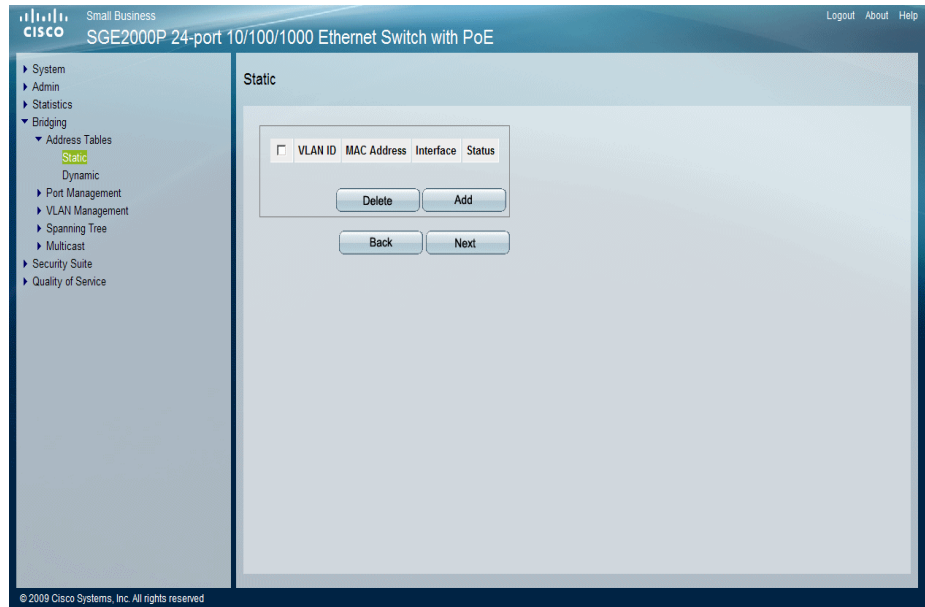 Small Business
Logout About Help
CISCO
SGE2000P 24-port 10/100/1000 Ethernet Switch with PoE
System
Admin
Statistics
Bridging
Address Tables
Static
Dynamic
Port Management
VLAN Management
Spanning Tree
Multicast
Security Suite
Quality of Service
Static
VLAN ID MAC Address Interface Status
Delete Add
Back Next
© 2009 Cisco Systems, Inc. All rights reserved